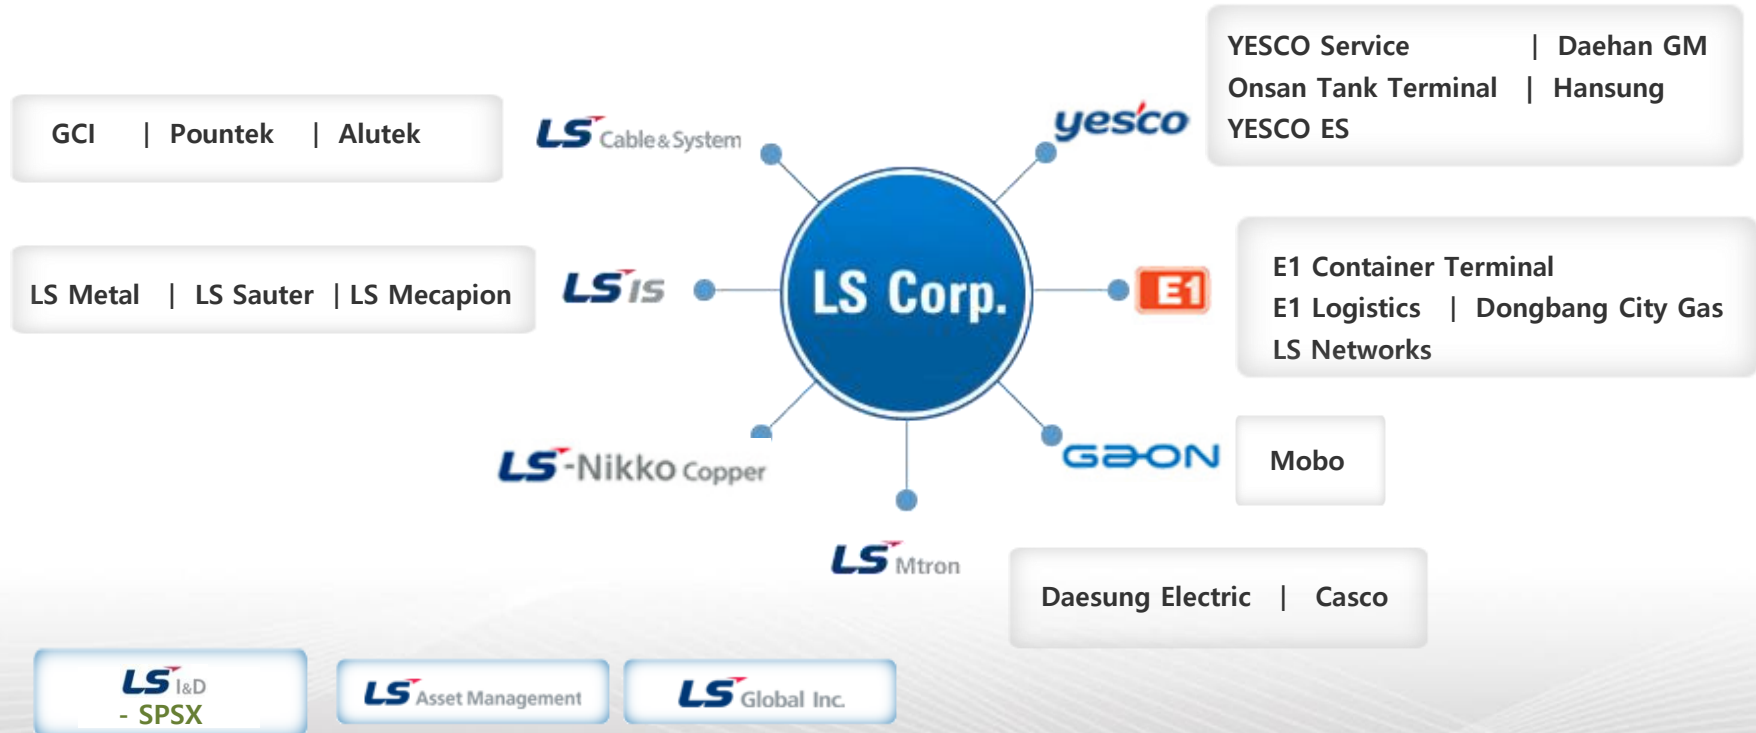 YESCO Service | Daehan GM
Onsan Tank Terminal | Hansung
YESCO ES
yesco
GCI | Pountek | Alutek
LS Cable & System
LS Corp.
LS Metal | LS Sauter | LS Mecapion
LSIS
E1
E1 Container Terminal
E1 Logistics | Dongbang City Gas
LS Networks
LS-Nikko Copper
GAON
Mobo
LS Mtron
Daesung Electric | Casco
LS I&D
- SPSX
LS Asset Management
LS Global Inc.